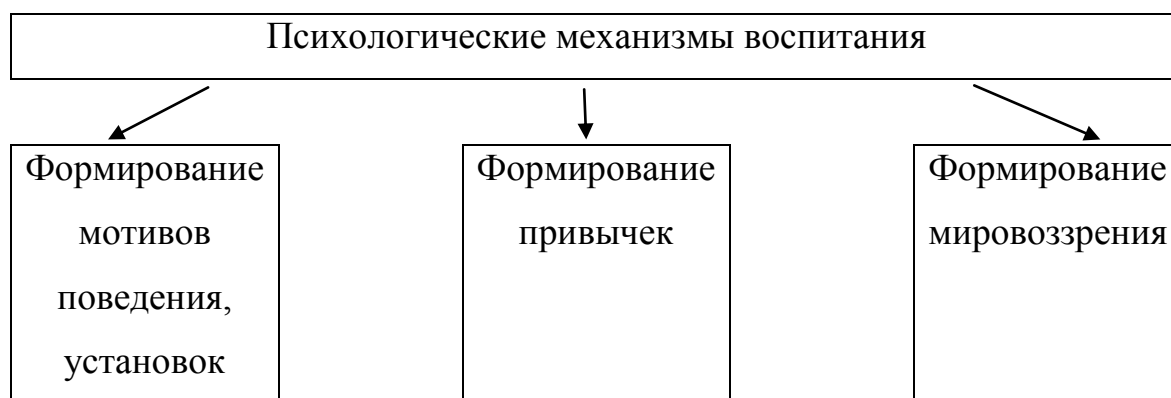 Психологические механизмы воспитания
Формирование
мотивов
поведения,
установок
Формирование
привычек
Формирование
мировоззрения